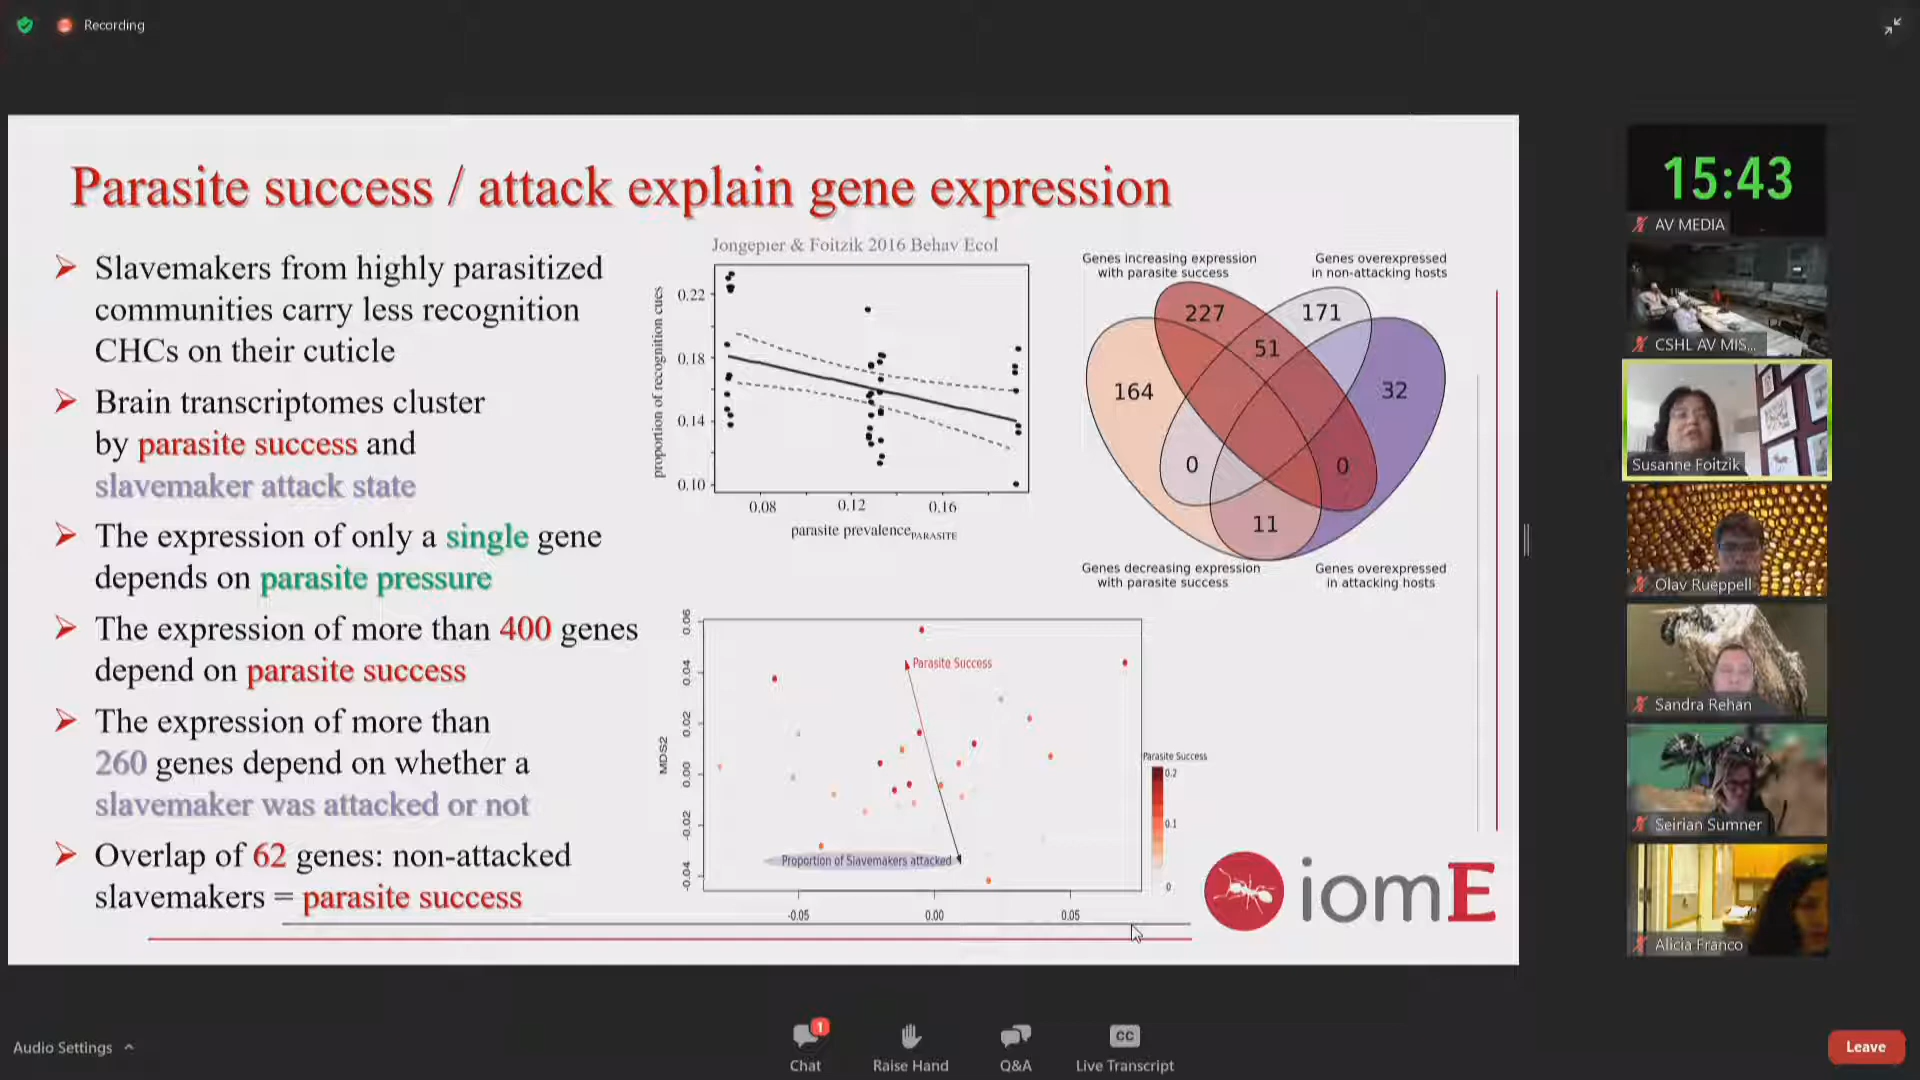 Recording
Parasite success / attack explain gene expression
Slavemakers from highly parasitized
communities carry less recognition
CHCs on their cuticle
Brain transcriptomes cluster
by parasite success and
slavemaker attack state
The expression of only a single gene
depends on parasite pressure
The expression of more than 400 genes
depend on parasite success
The expression of more than
260 genes depend on whether a
slavemaker was attacked or not
Overlap of 62 genes: non-attacked
slavemakers = parasite success
Jongepier & Foitzik 2016 Behav Ecol
proportion of recognition cues
0.22
0.18
0.14
0.10
0.08
0.12
0.16
parasite prevalencePARASITE
Genes increasing expression
with parasite success
Genes overexpressed
in non-attacking hosts
227
171
51
164
32
0
0
11
Genes decreasing expression
with parasite success
Genes overexpressed
in attacking hosts
MDS2
0.06
0.04
0.02
0.00
-0.02
-0.04
Parasite Success
Proportion of Slavemakers attacked
-0.05
0.00
0.05
Parasite Success
0.2
0.1
0
iomE
15:43
AV MEDIA
CSHL AV MIS...
Susanne Foitzik
Olav Rueppell
Sandra Rehan
Seirian Sumner
Alicia Franco
Audio Settings
1
Chat
Raise Hand
Q&A
CC
Live Transcript
Leave